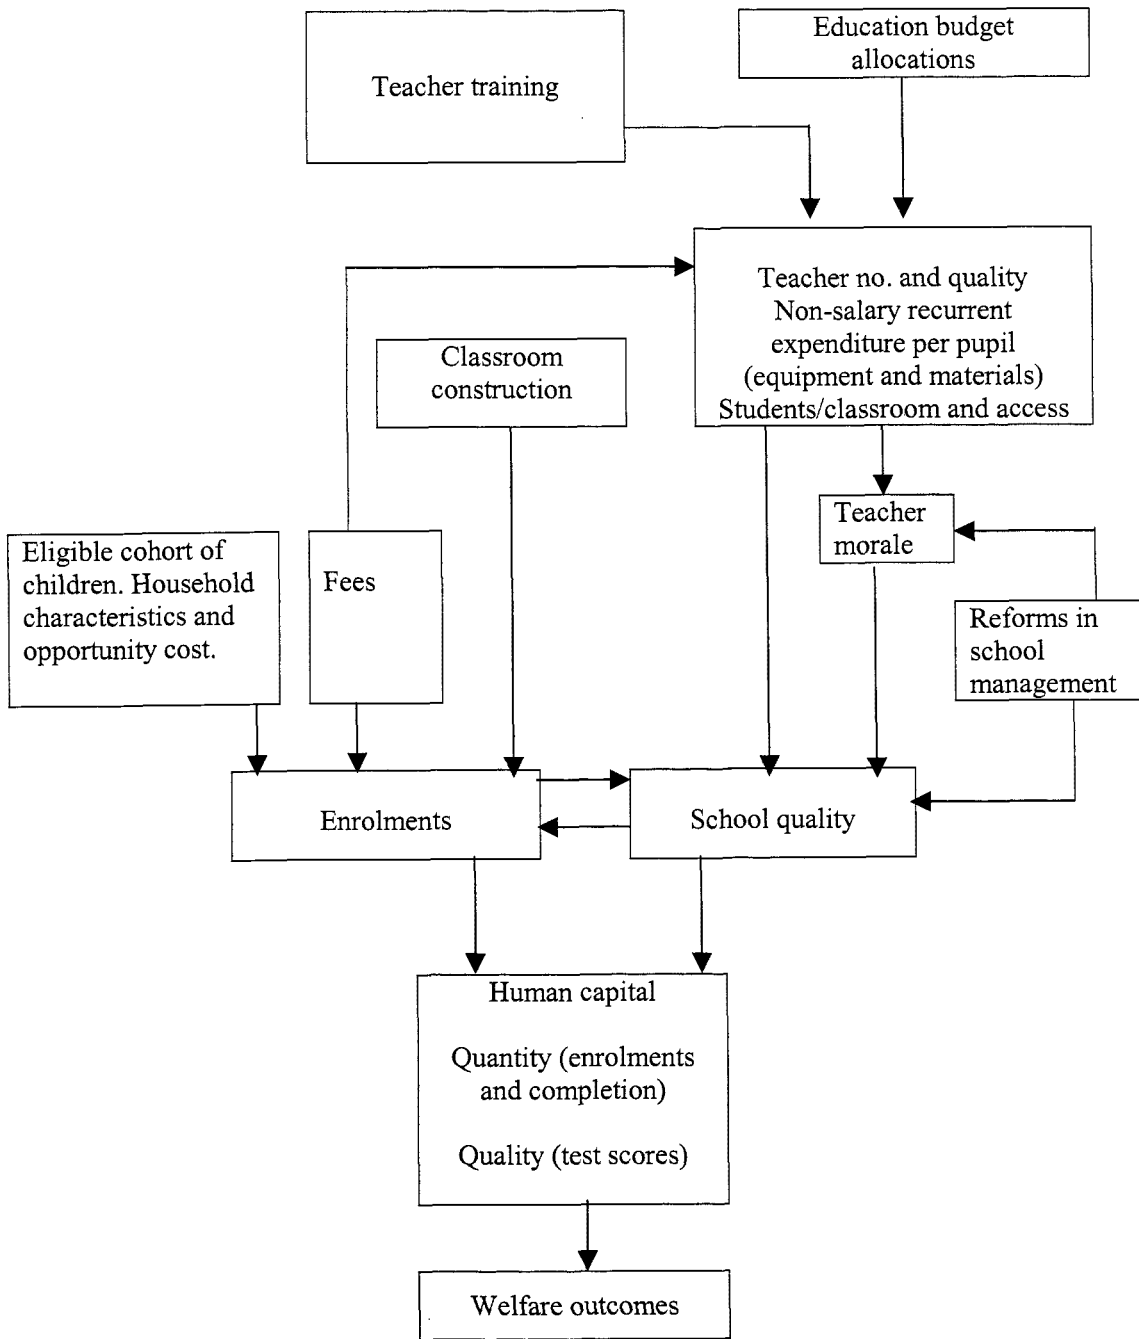 Teacher training
Education budget
allocations
Teacher no. and quality
Non-salary recurrent
expenditure per pupil
(equipment and materials)
Students/classroom and access
Classroom
construction
Teacher
morale
Eligible cohort of
children. Household
characteristics and
opportunity cost.
Fees
Reforms in
school
management
Enrolments
School quality
Human capital
Quantity (enrolments
and completion)
Quality (test scores)
Welfare outcomes